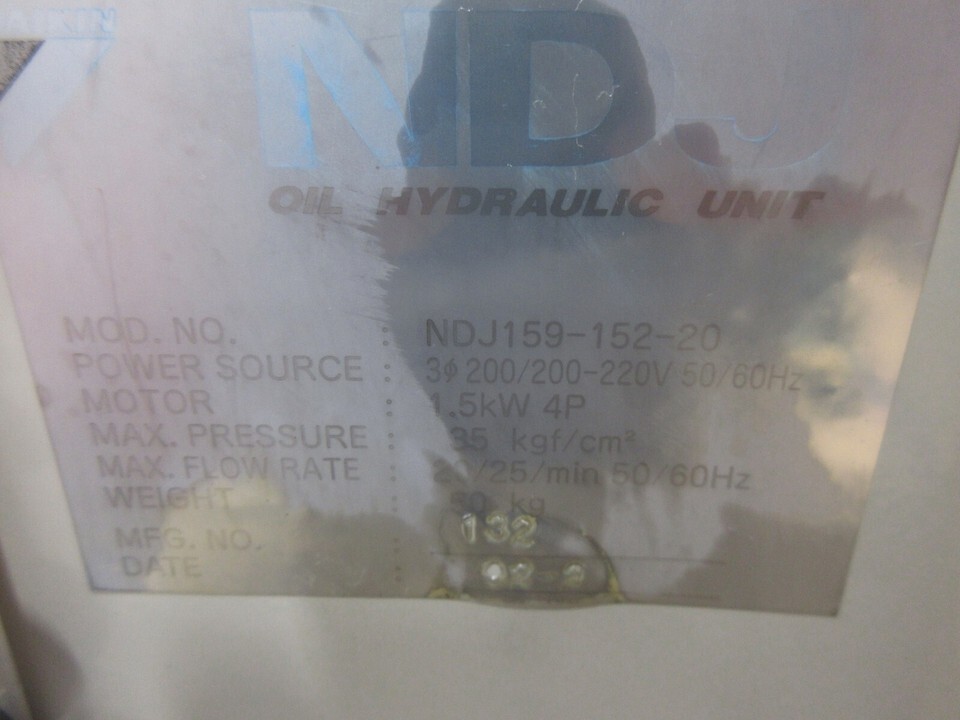 DAIKIN
NDJ
OIL HYDRAULIC UNIT
MOD. NO. : NDJ159-152-20
POWER SOURCE : 3φ 200/200-220V 50/60Hz
MOTOR : 1.5kW 4P
MAX. PRESSURE : 35 kgf/cm²
MAX. FLOW RATE : 20/25/min 50/60Hz
WEIGHT : kg
MFG. NO. : 132
DATE :